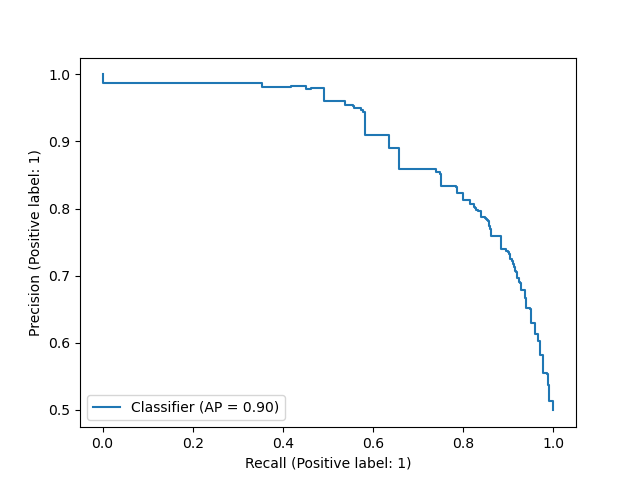 1.0
0.9
0.8
0.7
0.6
0.5
Precision (Positive label: 1)
Classifier (AP = 0.90)
0.0 0.2 0.4 0.6 0.8 1.0
Recall (Positive label: 1)